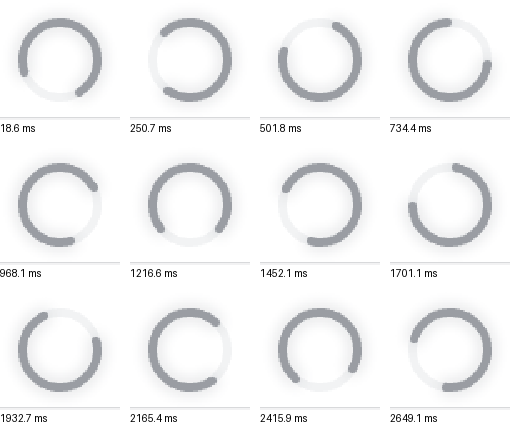 18.6 ms
250.7 ms
501.8 ms
734.4 ms
968.1 ms
1216.6 ms
1452.1 ms
1701.1 ms
1932.7 ms
2165.4 ms
2415.9 ms
2649.1 ms